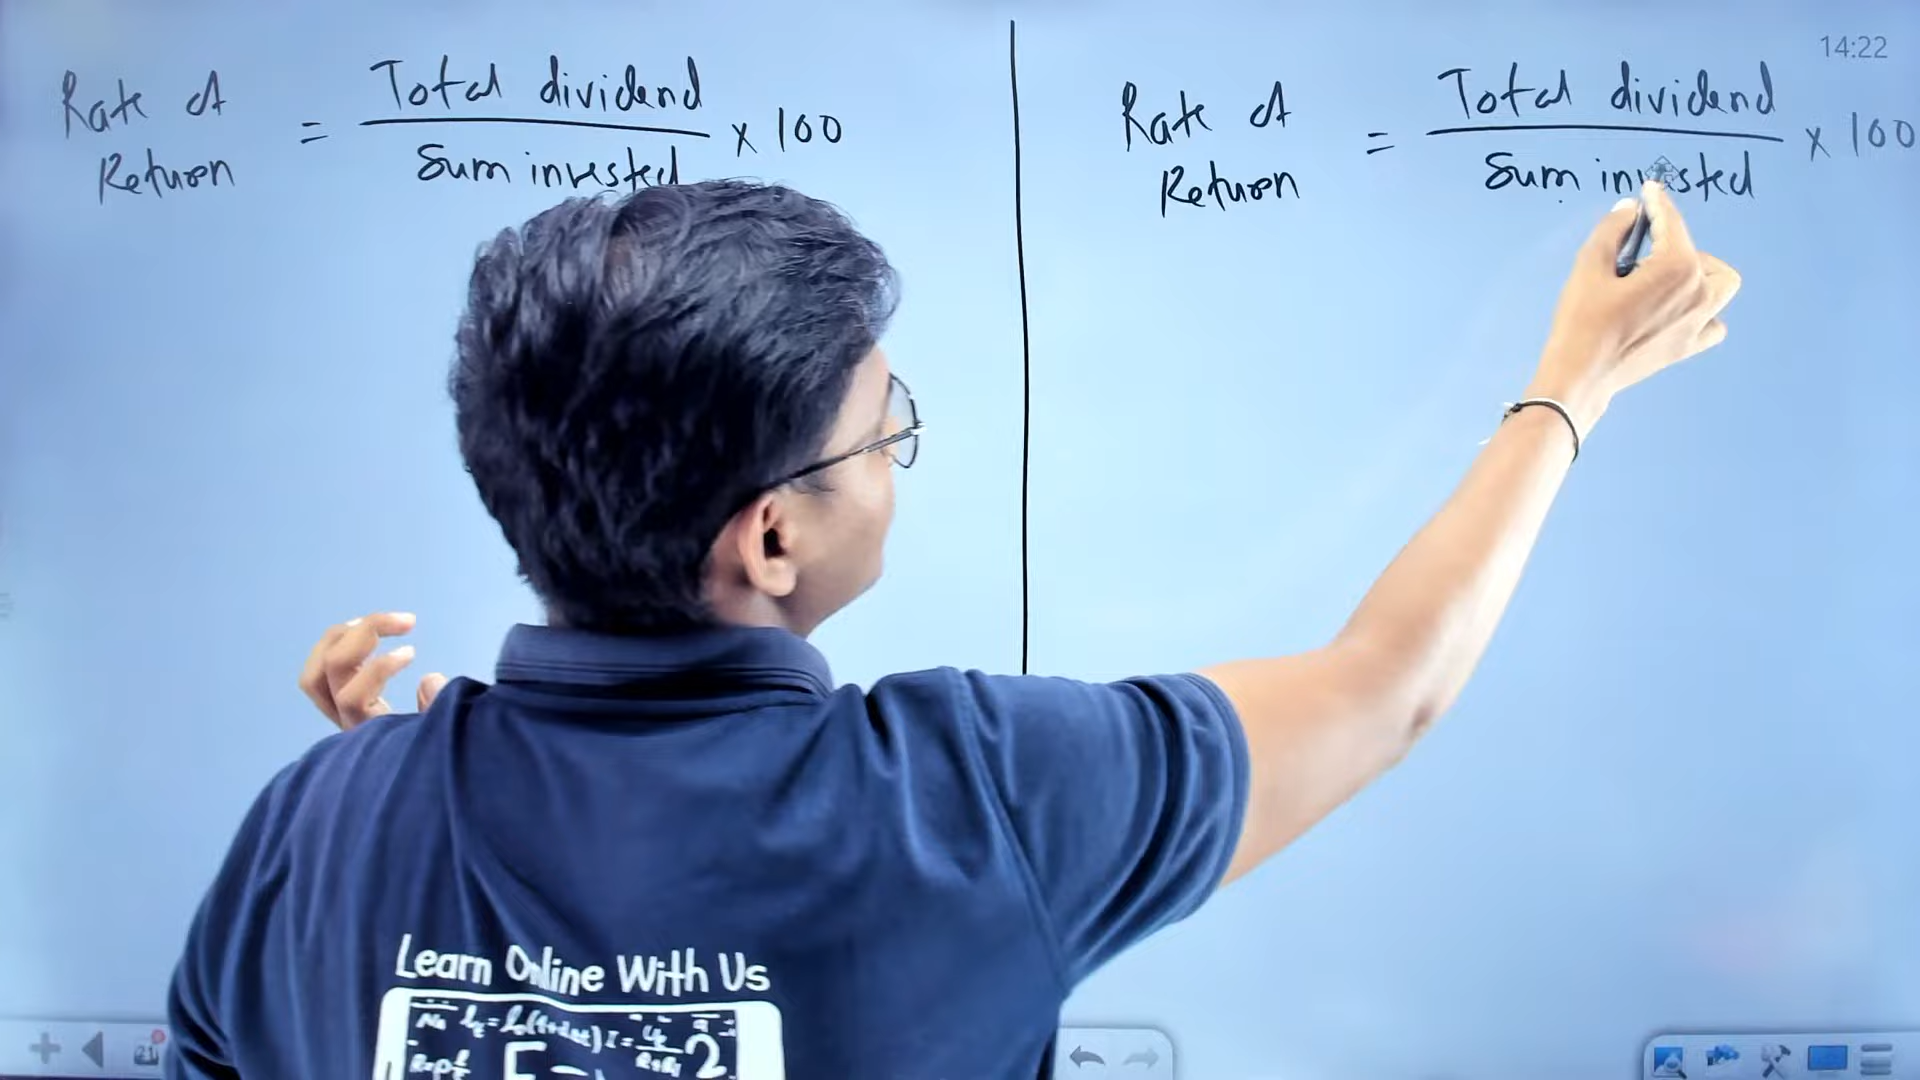 14:22
Rate of Return = Total dividend / Sum invested × 100
Rate of Return = Total dividend / Sum invested × 100
Learn Online With Us
21